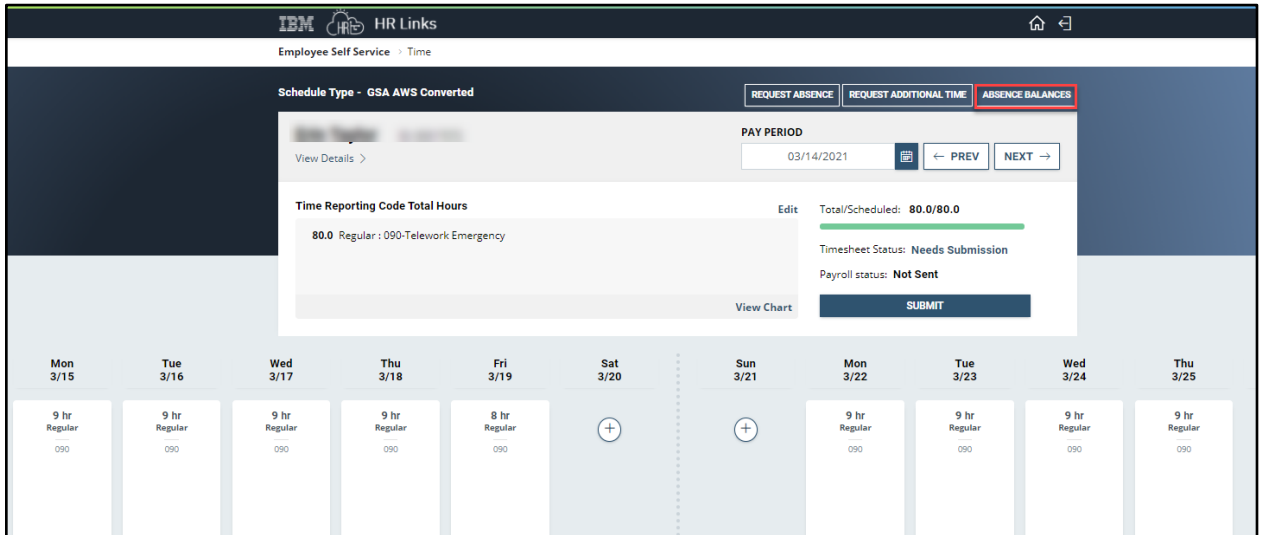 IBM HR HR Links
Employee Self Service > Time
Schedule Type - GSA AWS Converted
REQUEST ABSENCE REQUEST ADDITIONAL TIME ABSENCE BALANCES
View Details >
PAY PERIOD
03/14/2021 ← PREV NEXT →
Time Reporting Code Total Hours Edit
80.0 Regular : 090-Telework Emergency
View Chart
Total/Scheduled: 80.0/80.0
Timesheet Status: Needs Submission
Payroll status: Not Sent
SUBMIT
Mon Tue Wed Thu Fri Sat Sun Mon Tue Wed Thu
3/15 3/16 3/17 3/18 3/19 3/20 3/21 3/22 3/23 3/24 3/25
9 hr 9 hr 9 hr 9 hr 8 hr 9 hr 9 hr 9 hr 9 hr
Regular Regular Regular Regular Regular Regular Regular Regular Regular
090 090 090 090 090 090 090 090 090